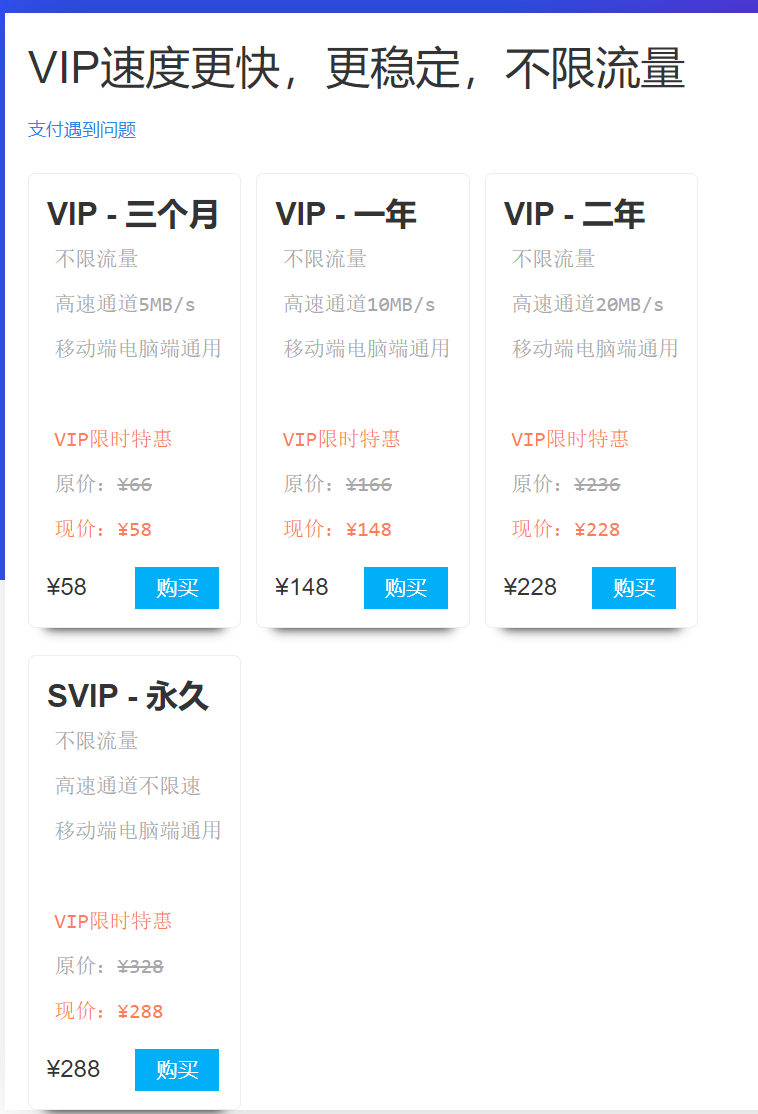 VIP速度更快，更稳定，不限流量
支付遇到问题
VIP - 三个月
不限流量
高速通道5MB/s
移动端电脑端通用
VIP限时特惠
原价：¥66
现价：¥58
¥58
购买
VIP - 一年
不限流量
高速通道10MB/s
移动端电脑端通用
VIP限时特惠
原价：¥166
现价：¥148
¥148
购买
VIP - 二年
不限流量
高速通道20MB/s
移动端电脑端通用
VIP限时特惠
原价：¥236
现价：¥228
¥228
购买
SVIP - 永久
不限流量
高速通道不限速
移动端电脑端通用
VIP限时特惠
原价：¥328
现价：¥288
¥288
购买